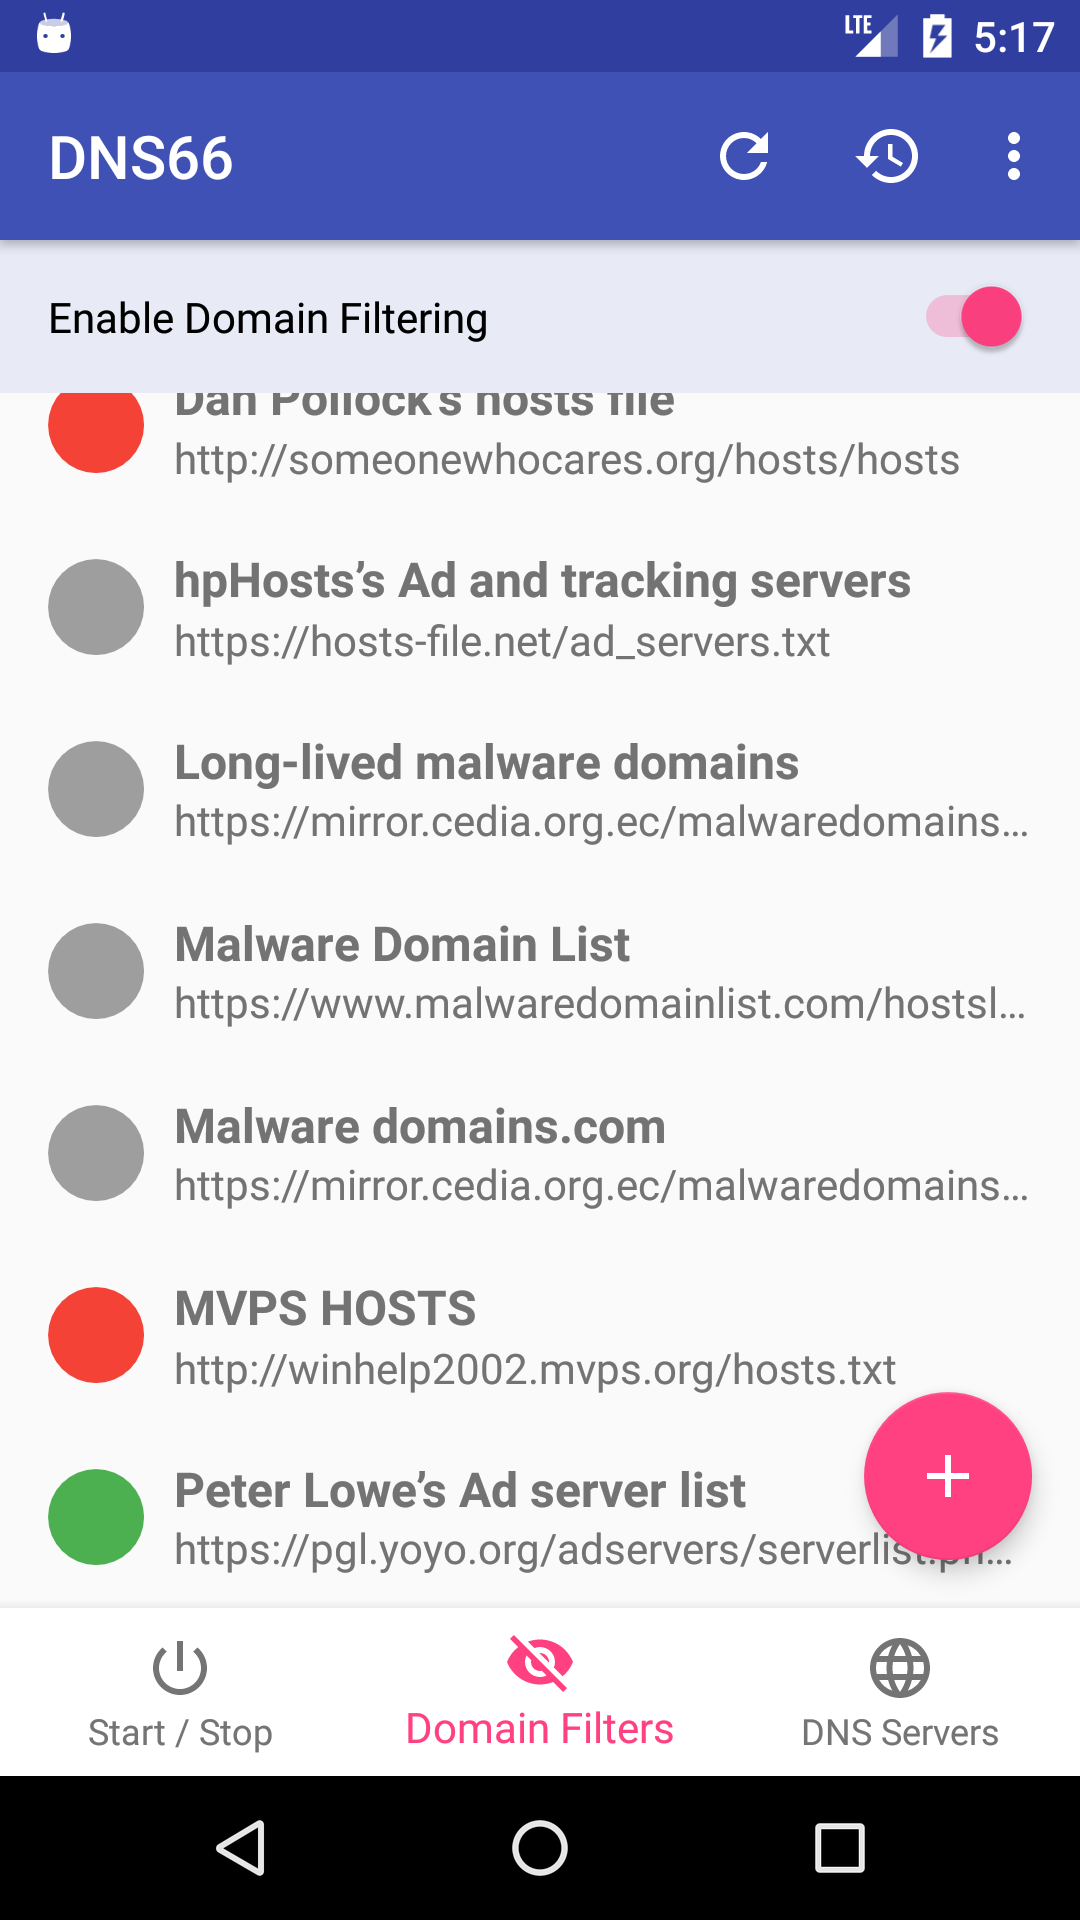 LTE 5:17
DNS66
Enable Domain Filtering
Dan Pollock's hosts file
http://someonewhocares.org/hosts/hosts
hpHosts’s Ad and tracking servers
https://hosts-file.net/ad_servers.txt
Long-lived malware domains
https://mirror.cedia.org.ec/malwaredomains...
Malware Domain List
https://www.malwaredomainlist.com/hostsl...
Malware domains.com
https://mirror.cedia.org.ec/malwaredomains...
MVPS HOSTS
http://winhelp2002.mvps.org/hosts.txt
Peter Lowe’s Ad server list
https://pgl.yoyo.org/adservers/serverlist.ph...
Start / Stop
Domain Filters
DNS Servers